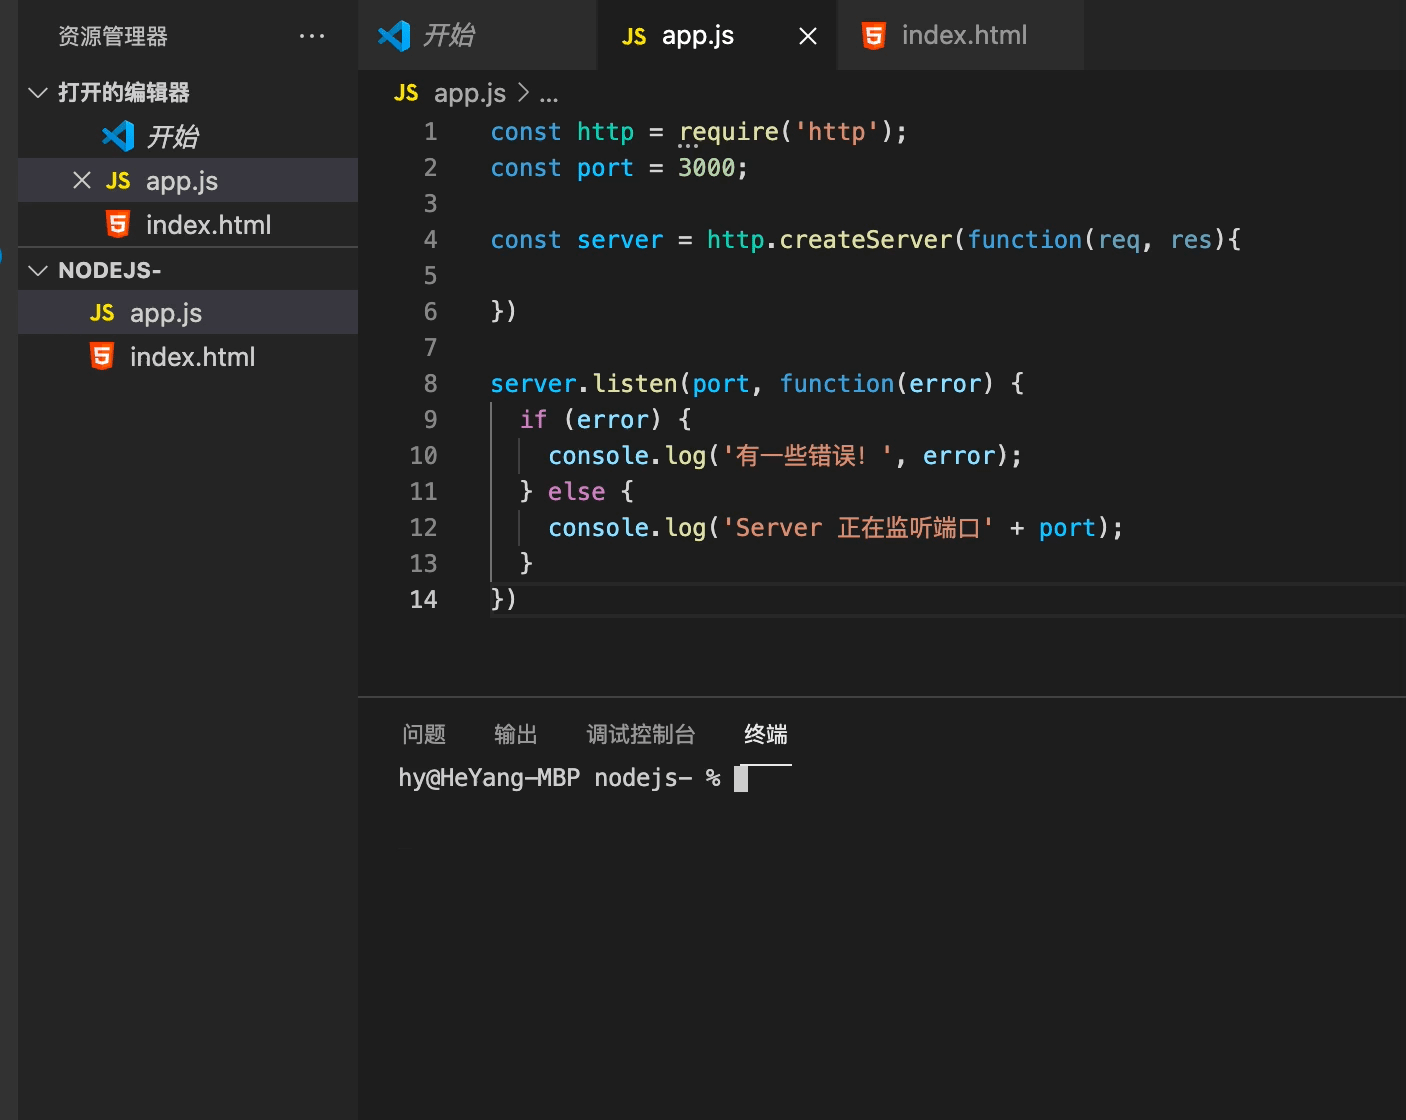 资源管理器 ...
打开的编辑器
开始
app.js
index.html
NODEJS-
app.js
index.html
开始
app.js
index.html
app.js > ...
1 const http = require('http');
2 const port = 3000;
3
4 const server = http.createServer(function(req, res){
5
6 })
7
8 server.listen(port, function(error) {
9 if (error) {
10 console.log('有一些错误！', error);
11 } else {
12 console.log('Server 正在监听端口' + port);
13 }
14 })
问题 输出 调试控制台 终端
hy@HeYang-MBP nodejs- %